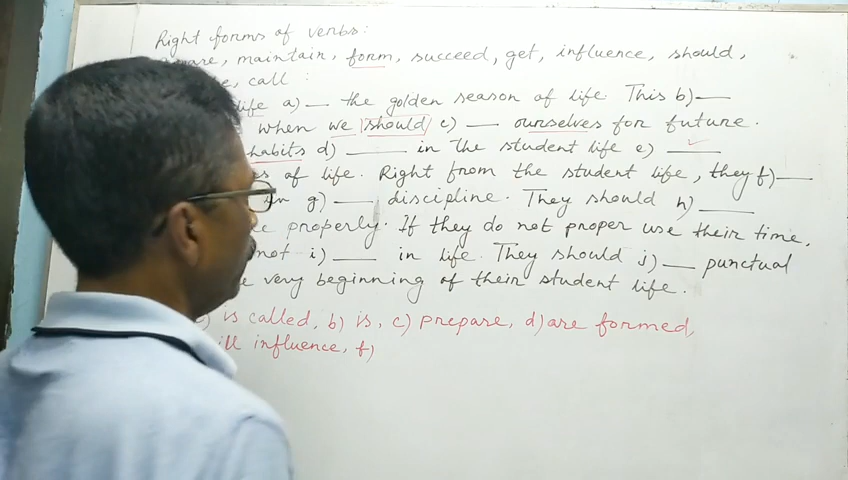 Right forms of verbs:
maintain, form, succeed, get, influence, should,
call :
life a) — the golden season of life. This b) —
when we should c) — ourselves for future.
habits d) — in the student life e) —
of life. Right from the student life, they f) —
in g) — discipline. They should h) —
properly. If they do not proper use their time,
not i) — in life. They should j) — punctual
very beginning of their student life.
is called, b) is, c) prepare, d) are formed,
influence, f)